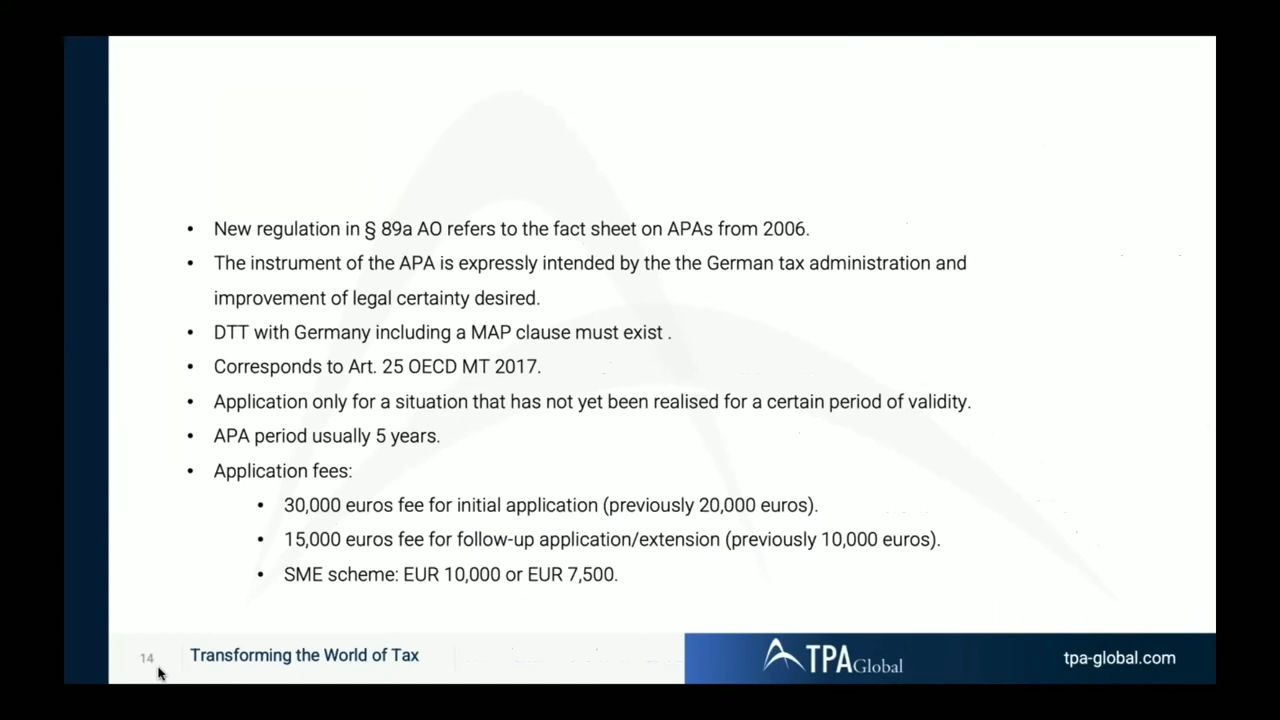 • New regulation in § 89a AO refers to the fact sheet on APAs from 2006.
• The instrument of the APA is expressly intended by the the German tax administration and
improvement of legal certainty desired.
• DTT with Germany including a MAP clause must exist .
• Corresponds to Art. 25 OECD MT 2017.
• Application only for a situation that has not yet been realised for a certain period of validity.
• APA period usually 5 years.
• Application fees:
• 30,000 euros fee for initial application (previously 20,000 euros).
• 15,000 euros fee for follow-up application/extension (previously 10,000 euros).
• SME scheme: EUR 10,000 or EUR 7,500.
14 Transforming the World of Tax TPA Global tpa-global.com